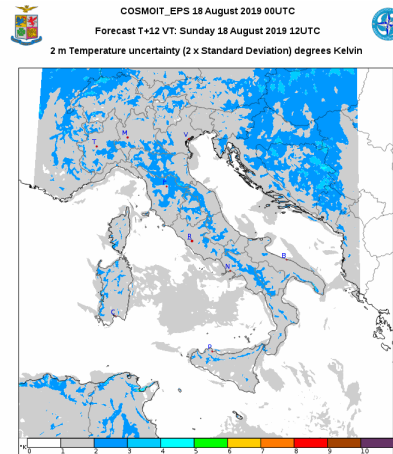 COSMOIT_EPS 18 August 2019 00UTC
Forecast T+12 VT: Sunday 18 August 2019 12UTC
2 m Temperature uncertainty (2 x Standard Deviation) degrees Kelvin
T M V
R
B
N
C
P
°K 0 1 2 3 4 5 6 7 8 9 10